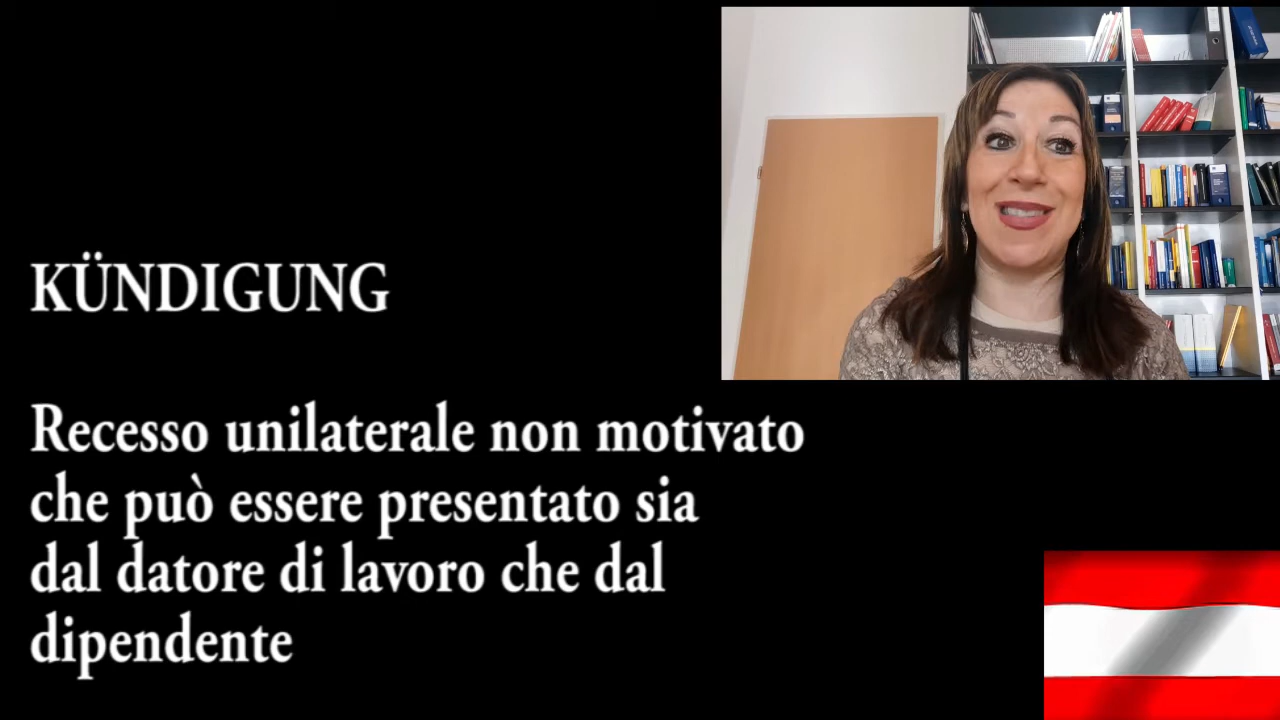 KÜNDIGUNG
Recesso unilaterale non motivato
che può essere presentato sia
dal datore di lavoro che dal
dipendente